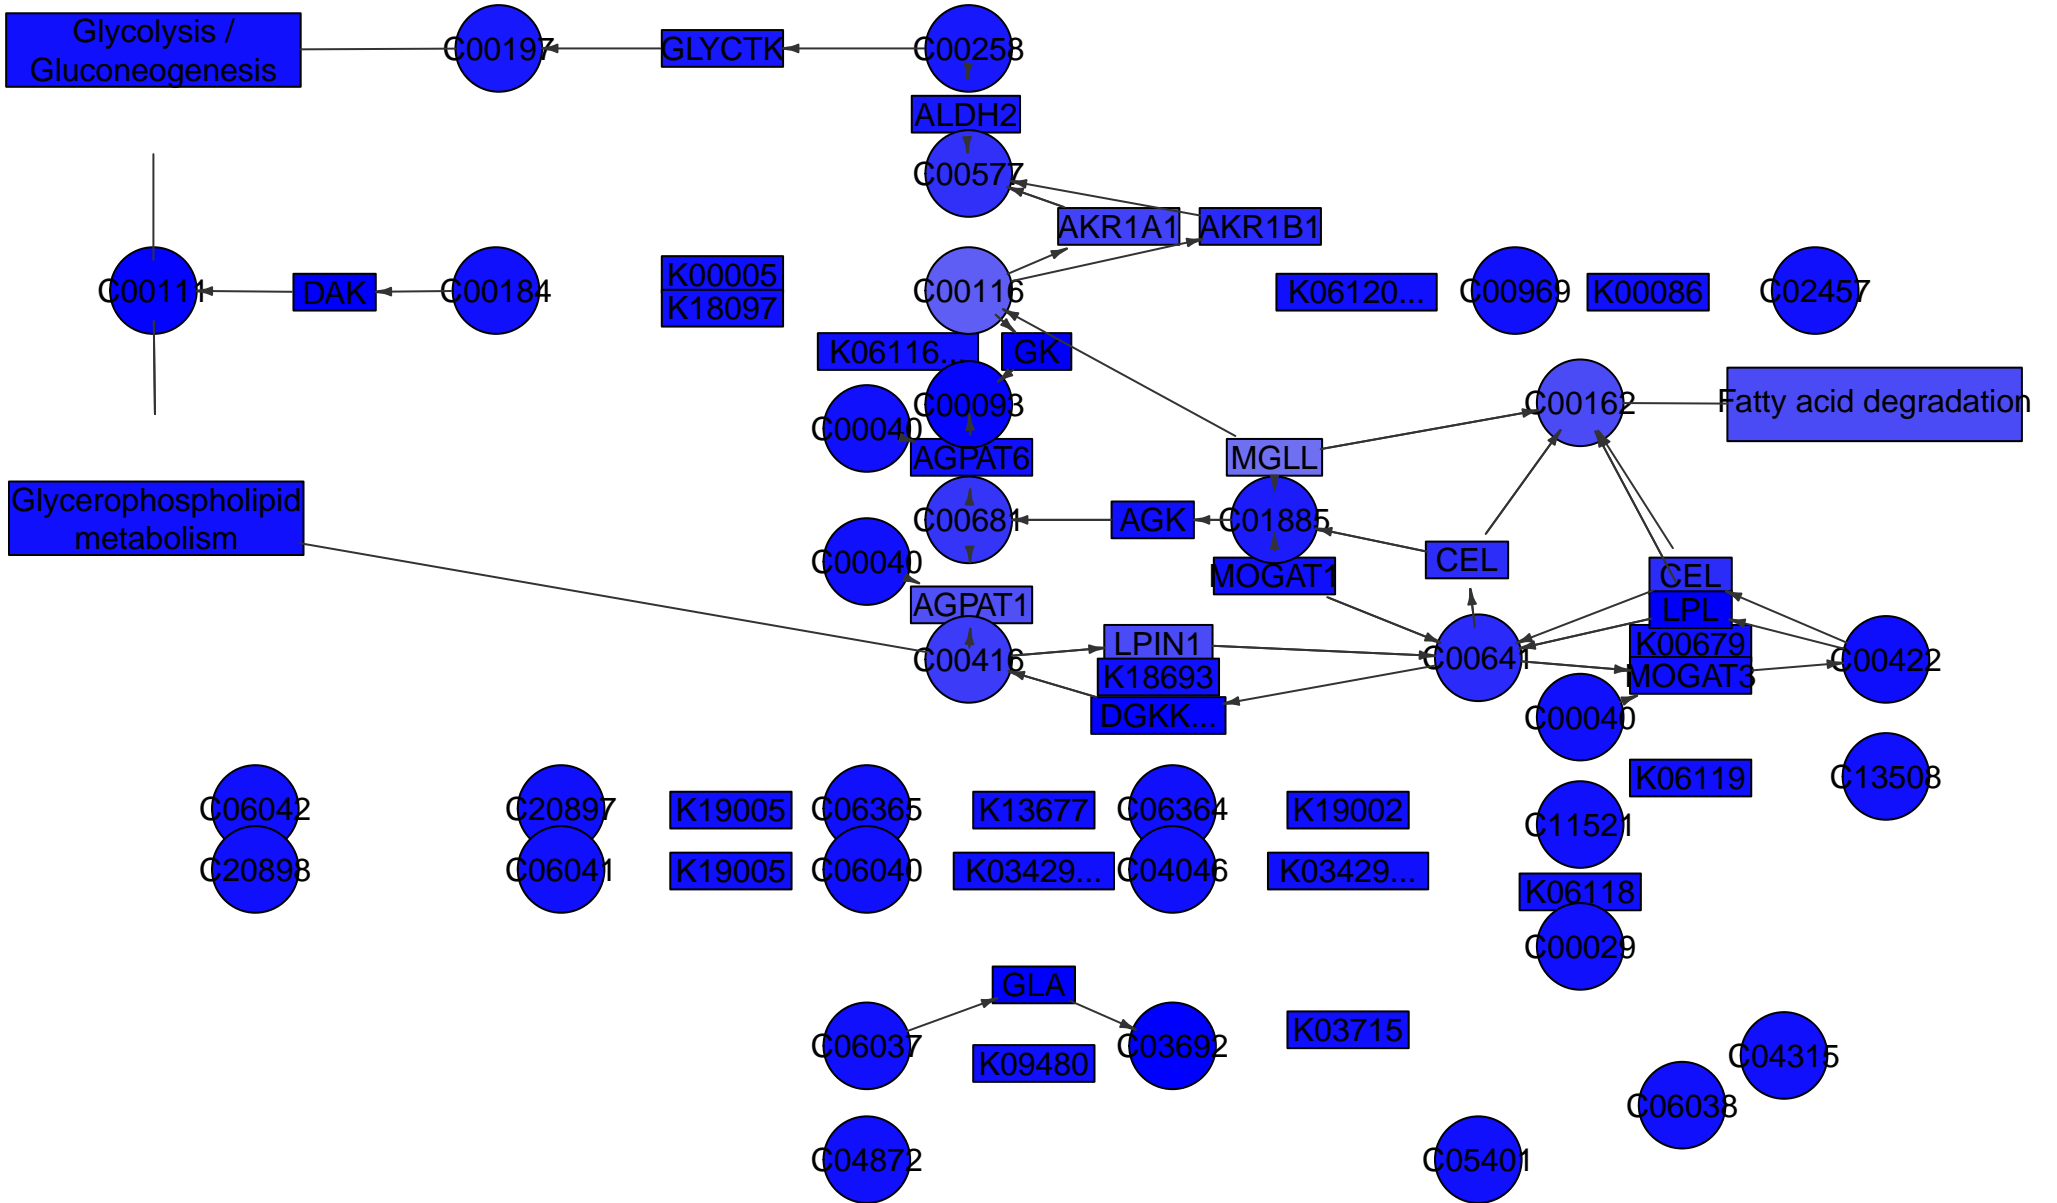 Glycolysis /
Gluconeogenesis
C00197
GLYCTK
C00258
ALDH2
C00577
AKR1A1
AKR1B1
C00111
DAK
C00184
K00005
K18097
C00116
K06120...
C00969
K00086
C02457
K06116...
GK
C00093
C00040
AGPAT6
C00162
Fatty acid degradation
MGLL
Glycerophospholipid
metabolism
C00681
AGK
C01885
C00040
MOGAT1
CEL
CEL
LPL
AGPAT1
C00416
LPIN1
K18693
DGKK...
C00641
K00679
MOGAT3
C00422
C00040
K06119
C13508
C06042
C20897
K19005
C06365
K13677
C06364
K19002
C11521
C20898
C06041
K19005
C06040
K03429...
C04046
K03429...
K06118
C00029
GLA
C06037
C03692
K03715
K09480
C04315
C06038
C04872
C05401